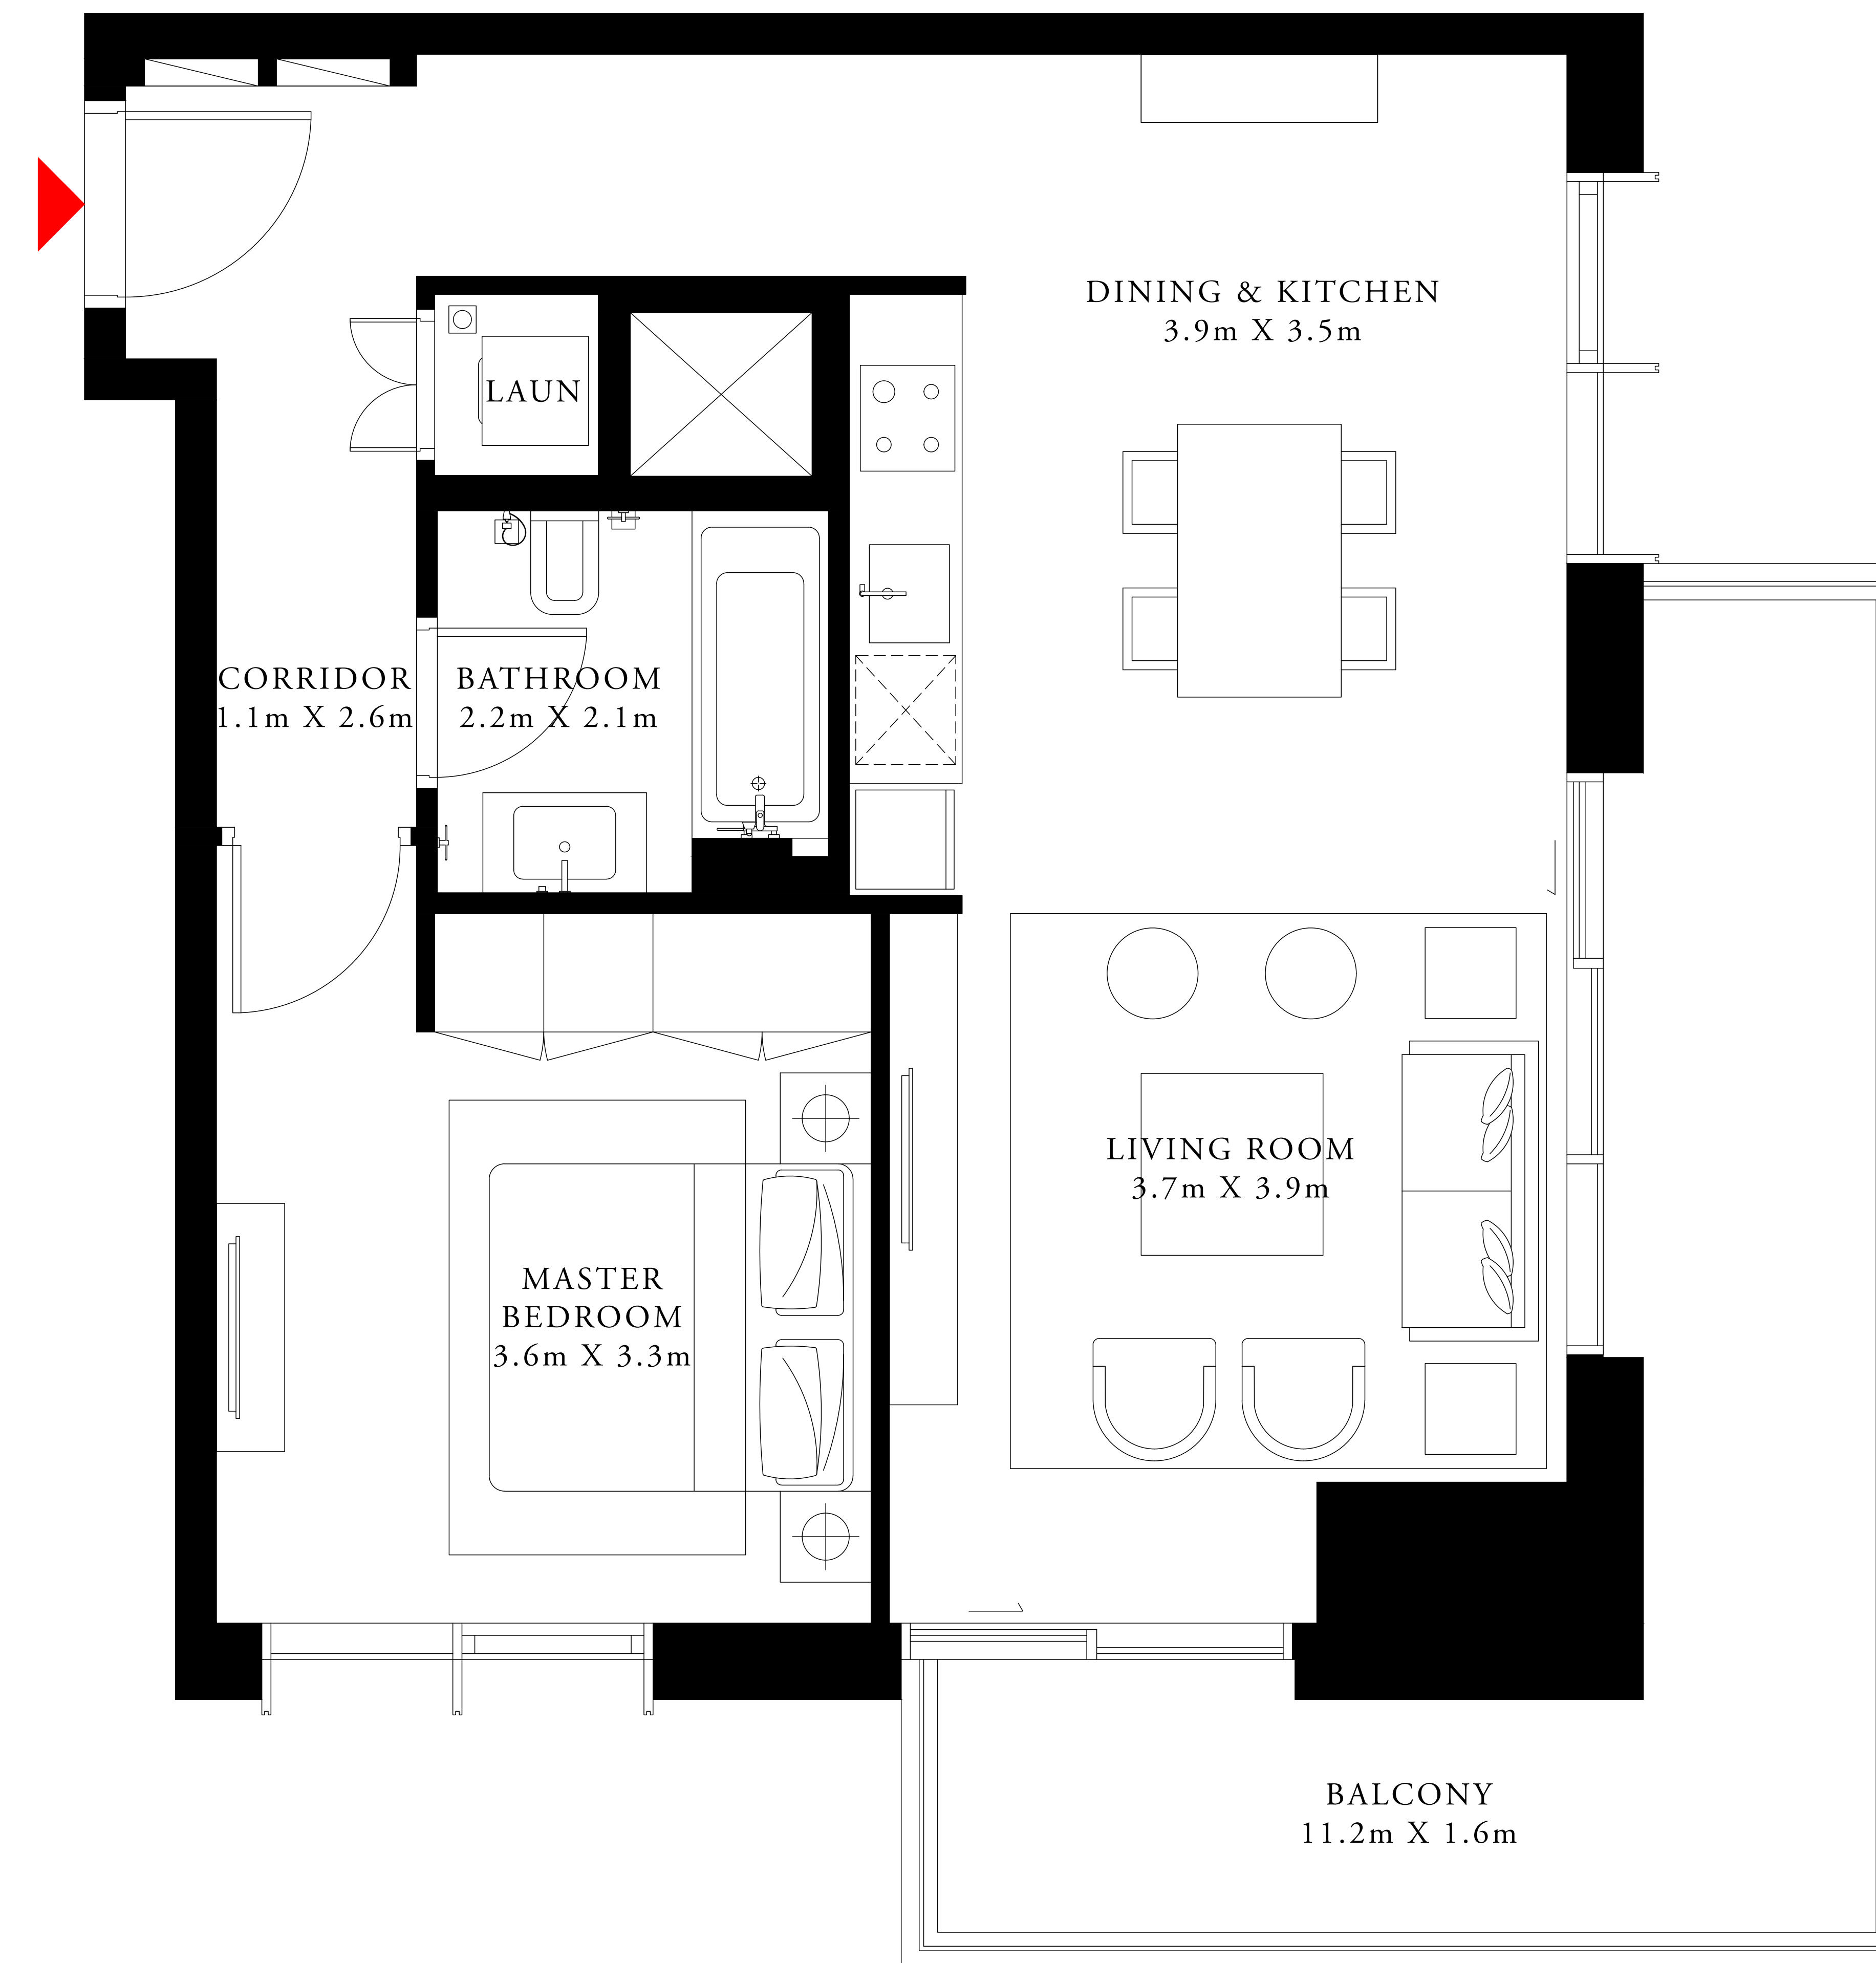 DINING & KITCHEN
3.9m X 3.5m
LAUN
CORRIDOR
1.1m X 2.6m
BATHROOM
2.2m X 2.1m
LIVING ROOM
3.7m X 3.9m
MASTER
BEDROOM
3.6m X 3.3m
BALCONY
11.2m X 1.6m